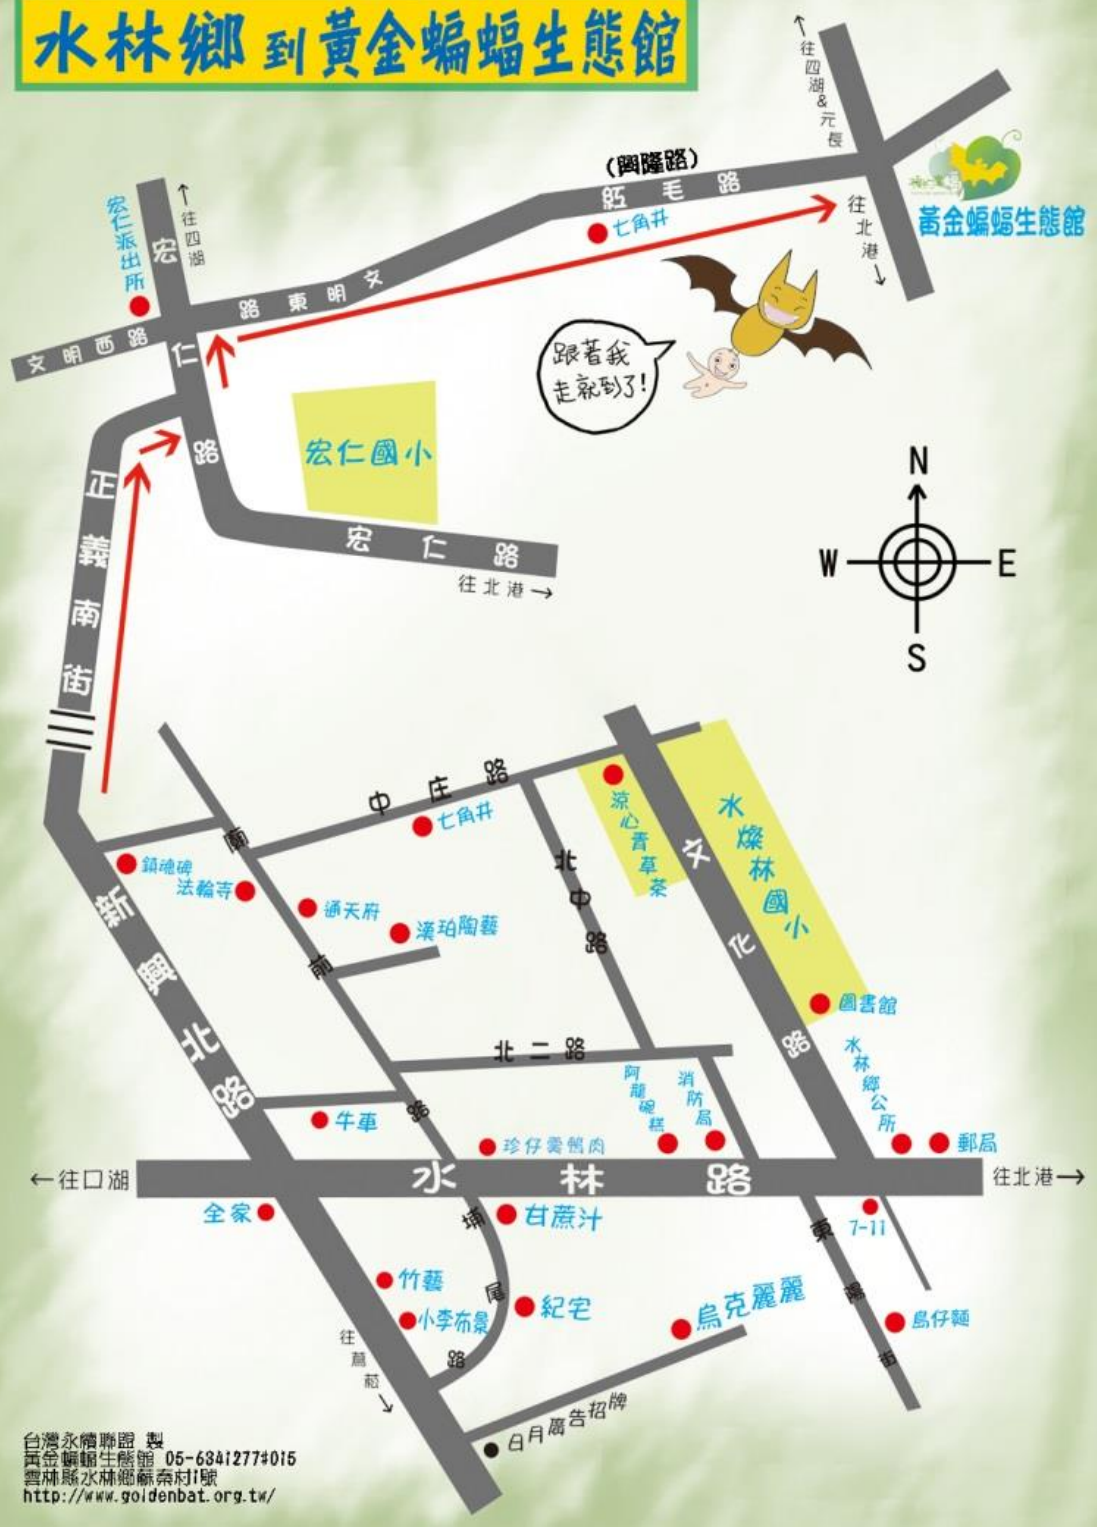 水林鄉到黃金蝙蝠生態館
↑往四湖&元長
(興隆路)
紅毛路
七角井
往北港→
黃金蝙蝠生態館
宏仁派出所
↑往四湖
宏仁路
文明西路
路東明文
跟著我
走就到了!
宏仁國小
正義南街
宏仁路
往北港→
N
W
E
S
中庄路
七角井
廟前路
鎮魂碑
法輪寺
通天府
漢珀陶藝
新興北路
北中路
涼心青草茶
文化路
水燦林國小
圖書館
北二路
阿龍碗糕
消防局
水林鄉公所
郵局
牛車
珍仔羹鴨肉
←往口湖
水林路
往北港→
全家
甘蔗汁
埔尾路
7-11
東陽街
竹藝
小李布景
紀宅
烏克麗麗
島仔麵
往蔦菘→
日月廣告招牌
台灣永續聯盟 製
黃金蝙蝠生態館 05-6341277#015
雲林縣水林鄉蘇秦村1號
http://www.goldenbat.org.tw/